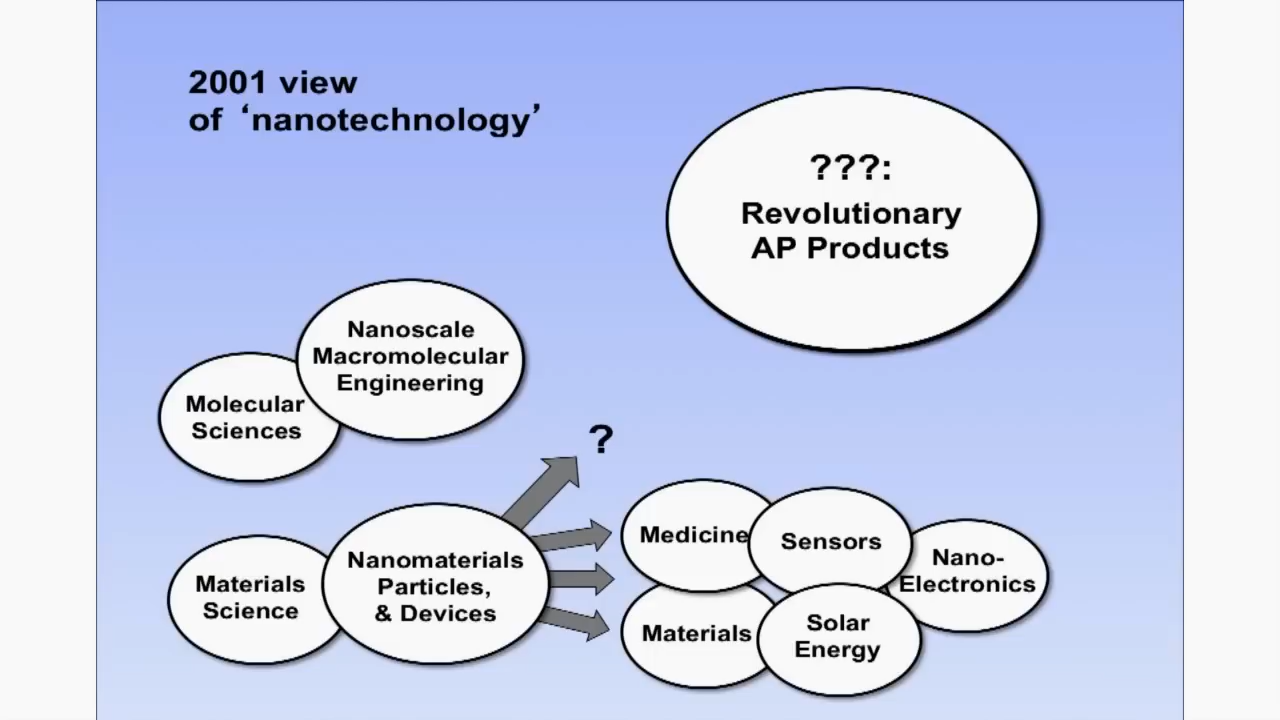 2001 view
of ‘nanotechnology’
???:
Revolutionary
AP Products
Nanoscale
Macromolecular
Engineering
Molecular
Sciences
?
Materials
Science
Nanomaterials
Particles,
& Devices
Medicine
Sensors
Nano-
Electronics
Materials
Solar
Energy